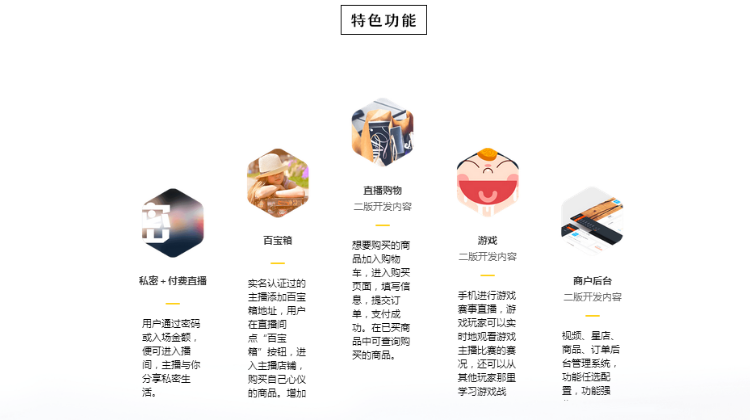 特色功能
密
私密＋付费直播
用户通过密码
或入场金额，
便可进入播
间，主播与你
分享私密生
活。
百宝箱
实名认证过的
主播添加百宝
箱地址，用户
在直播间
点“百宝
箱”按钮，进
入主播店铺，
购买自己心仪
的商品。增加
直播购物
二版开发内容
想要购买的商
品加入购物
车，进入购买
页面，填写信
息，提交订
单，支付成
功。在已买商
品中可查询购
买的商品。
游戏
二版开发内容
手机进行游戏
赛事直播，游
戏玩家可以实
时地观看游戏
主播比赛的赛
况，还可以从
其他玩家那里
学习游戏战
商户后台
二版开发内容
视频、星店、
商品、订单后
台管理系统，
功能任选配
置，功能强